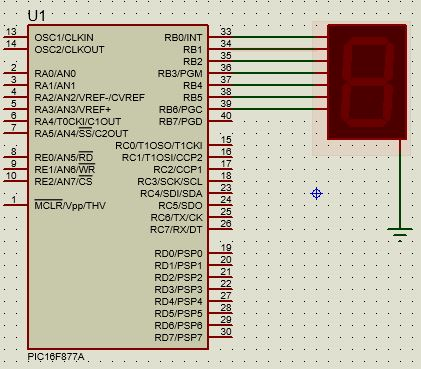 U1
13 OSC1/CLKIN RB0/INT 33
14 OSC2/CLKOUT RB1 34
RB2 35
2 RA0/AN0 RB3/PGM 36
3 RA1/AN1 RB4 37
4 RA2/AN2/VREF-/CVREF RB5 38
5 RA3/AN3/VREF+ RB6/PGC 39
6 RA4/T0CKI/C1OUT RB7/PGD 40
7 RA5/AN4/SS/C2OUT
RC0/T1OSO/T1CKI 15
8 RE0/AN5/RD RC1/T1OSI/CCP2 16
9 RE1/AN6/WR RC2/CCP1 17
10 RE2/AN7/CS RC3/SCK/SCL 18
RC4/SDI/SDA 23
1 MCLR/Vpp/THV RC5/SDO 24
RC6/TX/CK 25
RC7/RX/DT 26
RD0/PSP0 19
RD1/PSP1 20
RD2/PSP2 21
RD3/PSP3 22
RD4/PSP4 27
RD5/PSP5 28
RD6/PSP6 29
RD7/PSP7 30
PIC16F877A